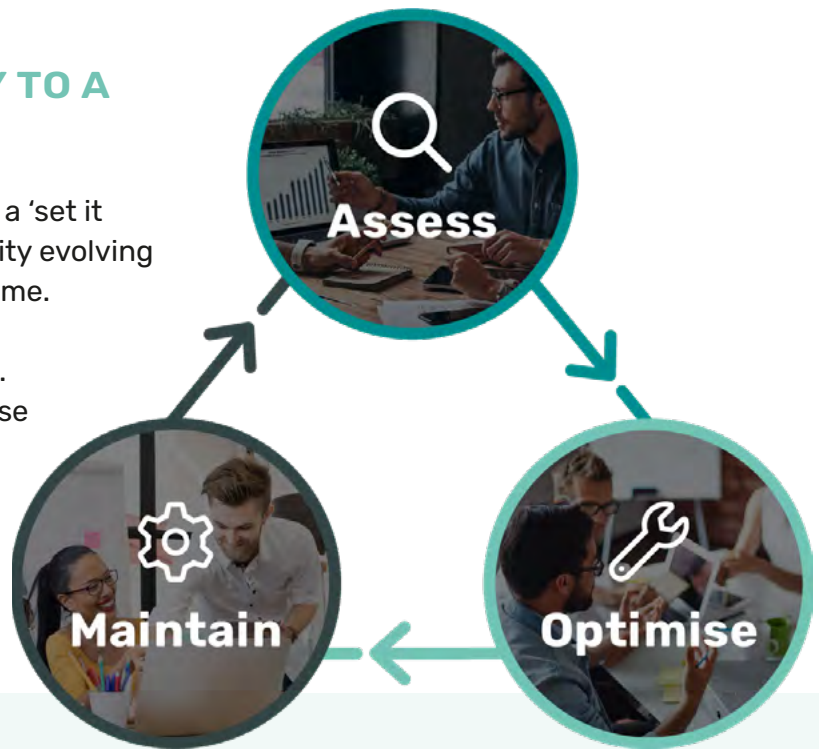 Y TO A
a ‘set it
ity evolving
me.
.
se
Assess
Maintain
Optimise